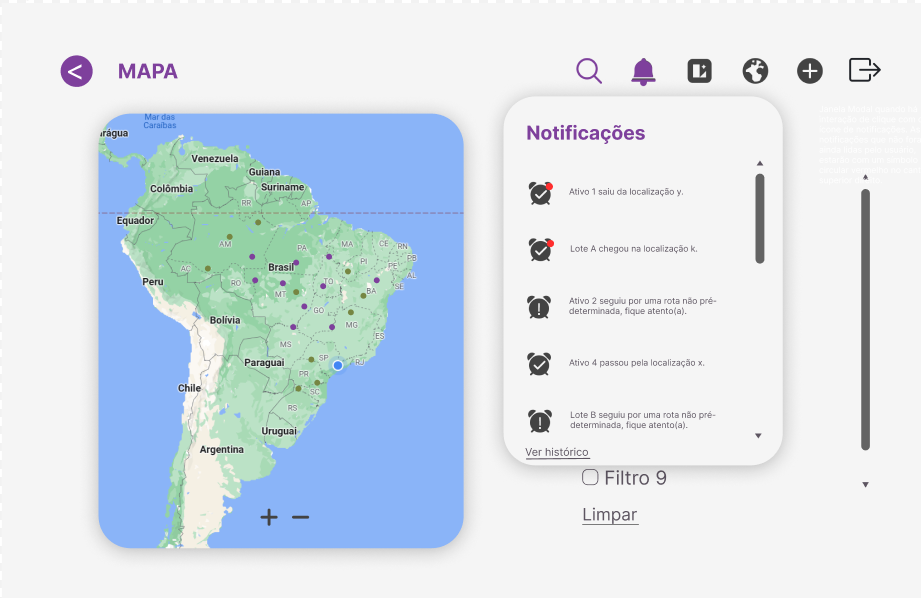 <
MAPA
Mar das
Caraíbas
arágua
Venezuela
Guiana
Colômbia
Suriname
RR
AP
Equador
AM
PA
MA
CE
RN
PB
PI
PE
AC
Brasil
AL
Peru
RO
TO
SE
MT
BA
GO
Bolívia
MG
MS
ES
Paraguai
SP
RJ
PR
Chile
SC
RS
Uruguai
Argentina
Notificações
Ativo 1 saiu da localização y.
Lote A chegou na localização k.
Ativo 2 seguiu por uma rota não pré-
determinada, fique atento(a).
Ativo 4 passou pela localização x.
Lote B seguiu por uma rota não pré-
determinada, fique atento(a).
Ver histórico
Filtro 9
Limpar